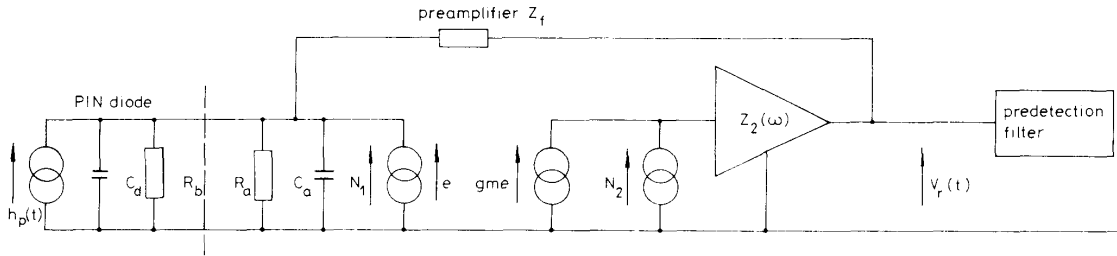 preamplifier Z_f
PIN diode
Z_2(ω)
predetection
filter
h_p(t)
C_d
R_b
R_a
C_a
N_1
e
gme
N_2
V_r(t)